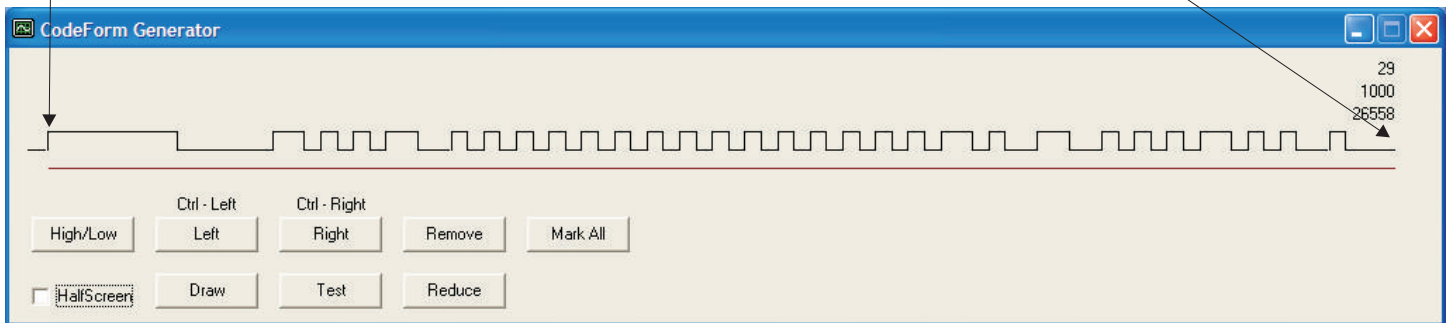 CodeForm Generator
29
1000
26558
Ctrl - Left Ctrl - Right
High/Low Left Right Remove Mark All
HalfScreen Draw Test Reduce